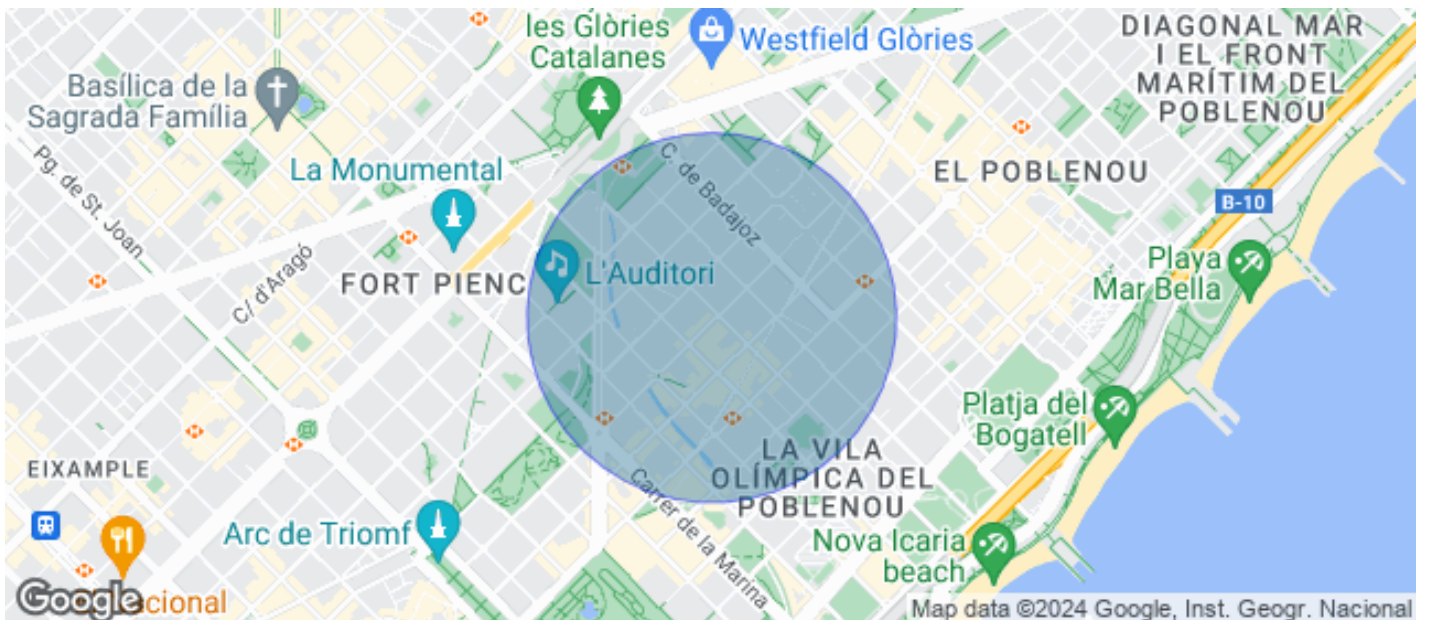 les Glòries
Catalanes
Westfield Glòries
DIAGONAL MAR
I EL FRONT
MARÍTIM DEL
POBLENOU
Basílica de la
Sagrada Família
La Monumental
C. de Badajoz
EL POBLENOU
Pg. de St. Joan
B-10
C/ d'Aragó
FORT PIENC
L'Auditori
Playa
Mar Bella
Platja del
Bogatell
EIXAMPLE
LA VILA
OLÍMPICA DEL
POBLENOU
Arc de Triomf
Carrer de la Marina
Nova Icaria
beach
Google
acional
Map data ©2024 Google, Inst. Geogr. Nacional